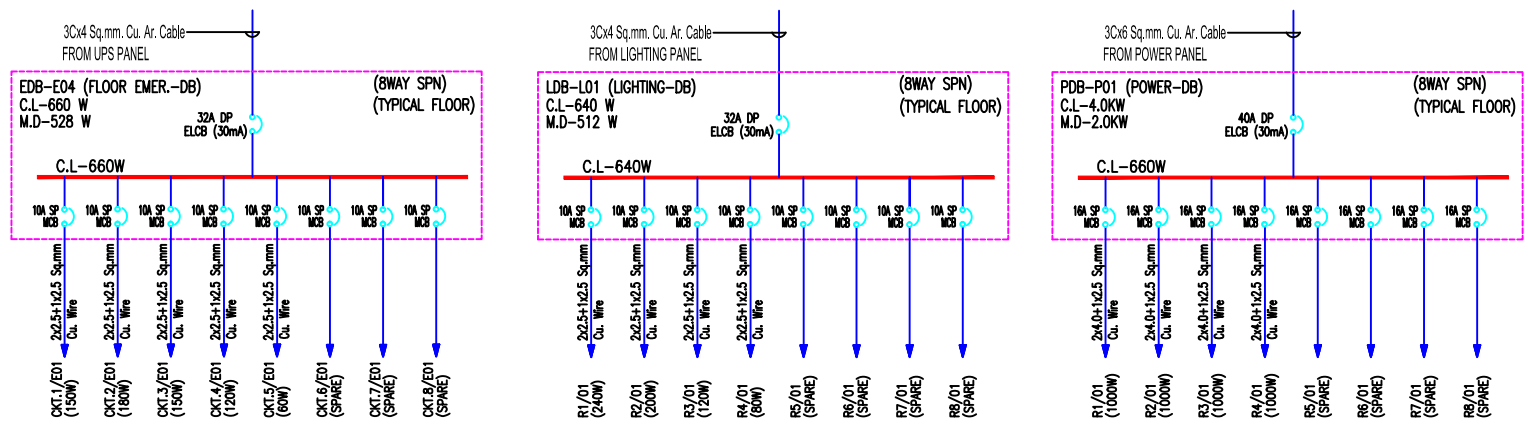 3Cx4 Sq.mm. Cu. Ar. Cable
FROM UPS PANEL
EDB-E04 (FLOOR EMER.-DB)
C.L-660 W
M.D-528 W
(8WAY SPN)
(TYPICAL FLOOR)
32A DP
ELCB (30mA)
C.L-660W
10A SP
MCB
10A SP
MCB
10A SP
MCB
10A SP
MCB
10A SP
MCB
10A SP
MCB
10A SP
MCB
10A SP
MCB
2x2.5+1x2.5 Sq.mm
Cu. Wire
2x2.5+1x2.5 Sq.mm
Cu. Wire
2x2.5+1x2.5 Sq.mm
Cu. Wire
2x2.5+1x2.5 Sq.mm
Cu. Wire
2x2.5+1x2.5 Sq.mm
Cu. Wire
CKT.1/E01
(150W)
CKT.2/E01
(180W)
CKT.3/E01
(150W)
CKT.4/E01
(120W)
CKT.5/E01
(60W)
CKT.6/E01
(SPARE)
CKT.7/E01
(SPARE)
CKT.8/E01
(SPARE)
3Cx4 Sq.mm. Cu. Ar. Cable
FROM LIGHTING PANEL
LDB-L01 (LIGHTING-DB)
C.L-640 W
M.D-512 W
(8WAY SPN)
(TYPICAL FLOOR)
32A DP
ELCB (30mA)
C.L-640W
10A SP
MCB
10A SP
MCB
10A SP
MCB
10A SP
MCB
10A SP
MCB
10A SP
MCB
10A SP
MCB
10A SP
MCB
2x2.5+1x2.5 Sq.mm
Cu. Wire
2x2.5+1x2.5 Sq.mm
Cu. Wire
2x2.5+1x2.5 Sq.mm
Cu. Wire
2x2.5+1x2.5 Sq.mm
Cu. Wire
R1/01
(240W)
R2/01
(200W)
R3/01
(120W)
R4/01
(80W)
R5/01
(SPARE)
R6/01
(SPARE)
R7/01
(SPARE)
R8/01
(SPARE)
3Cx6 Sq.mm. Cu. Ar. Cable
FROM POWER PANEL
PDB-P01 (POWER-DB)
C.L-4.0KW
M.D-2.0KW
(8WAY SPN)
(TYPICAL FLOOR)
40A DP
ELCB (30mA)
C.L-660W
16A SP
MCB
16A SP
MCB
16A SP
MCB
16A SP
MCB
16A SP
MCB
16A SP
MCB
16A SP
MCB
16A SP
MCB
2x4.0+1x2.5 Sq.mm
Cu. Wire
2x4.0+1x2.5 Sq.mm
Cu. Wire
2x4.0+1x2.5 Sq.mm
Cu. Wire
2x4.0+1x2.5 Sq.mm
Cu. Wire
R1/01
(1000W)
R2/01
(1000W)
R3/01
(1000W)
R4/01
(1000W)
R5/01
(SPARE)
R6/01
(SPARE)
R7/01
(SPARE)
R8/01
(SPARE)